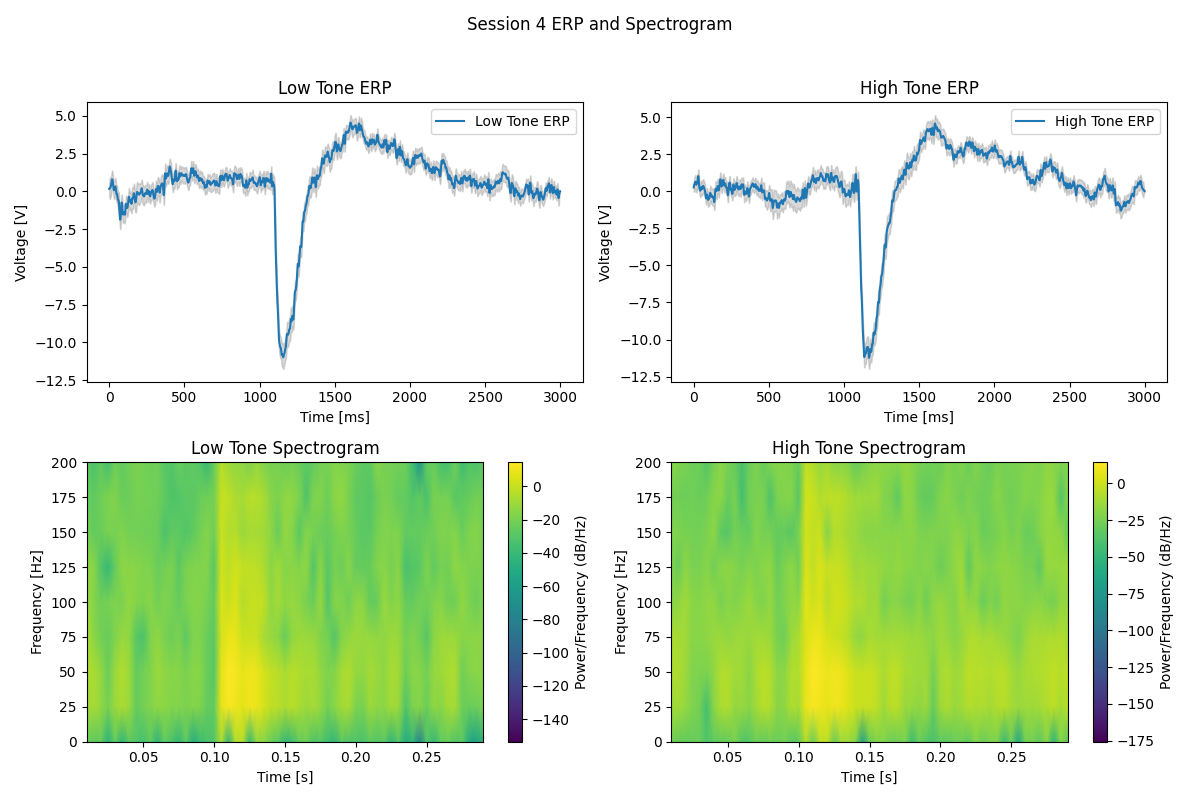 Session 4 ERP and Spectrogram
Low Tone ERP
High Tone ERP
5.0
2.5
0.0
−2.5
−5.0
−7.5
−10.0
−12.5
Voltage [V]
Low Tone ERP
0 500 1000 1500 2000 2500 3000
Time [ms]
5.0
2.5
0.0
−2.5
−5.0
−7.5
−10.0
−12.5
Voltage [V]
High Tone ERP
0 500 1000 1500 2000 2500 3000
Time [ms]
Low Tone Spectrogram
200
175
150
125
100
75
50
25
0
Frequency [Hz]
0.05 0.10 0.15 0.20 0.25
Time [s]
0
−20
−40
−60
−80
−100
−120
−140
Power/Frequency (dB/Hz)
High Tone Spectrogram
200
175
150
125
100
75
50
25
0
Frequency [Hz]
0.05 0.10 0.15 0.20 0.25
Time [s]
0
−25
−50
−75
−100
−125
−150
−175
Power/Frequency (dB/Hz)